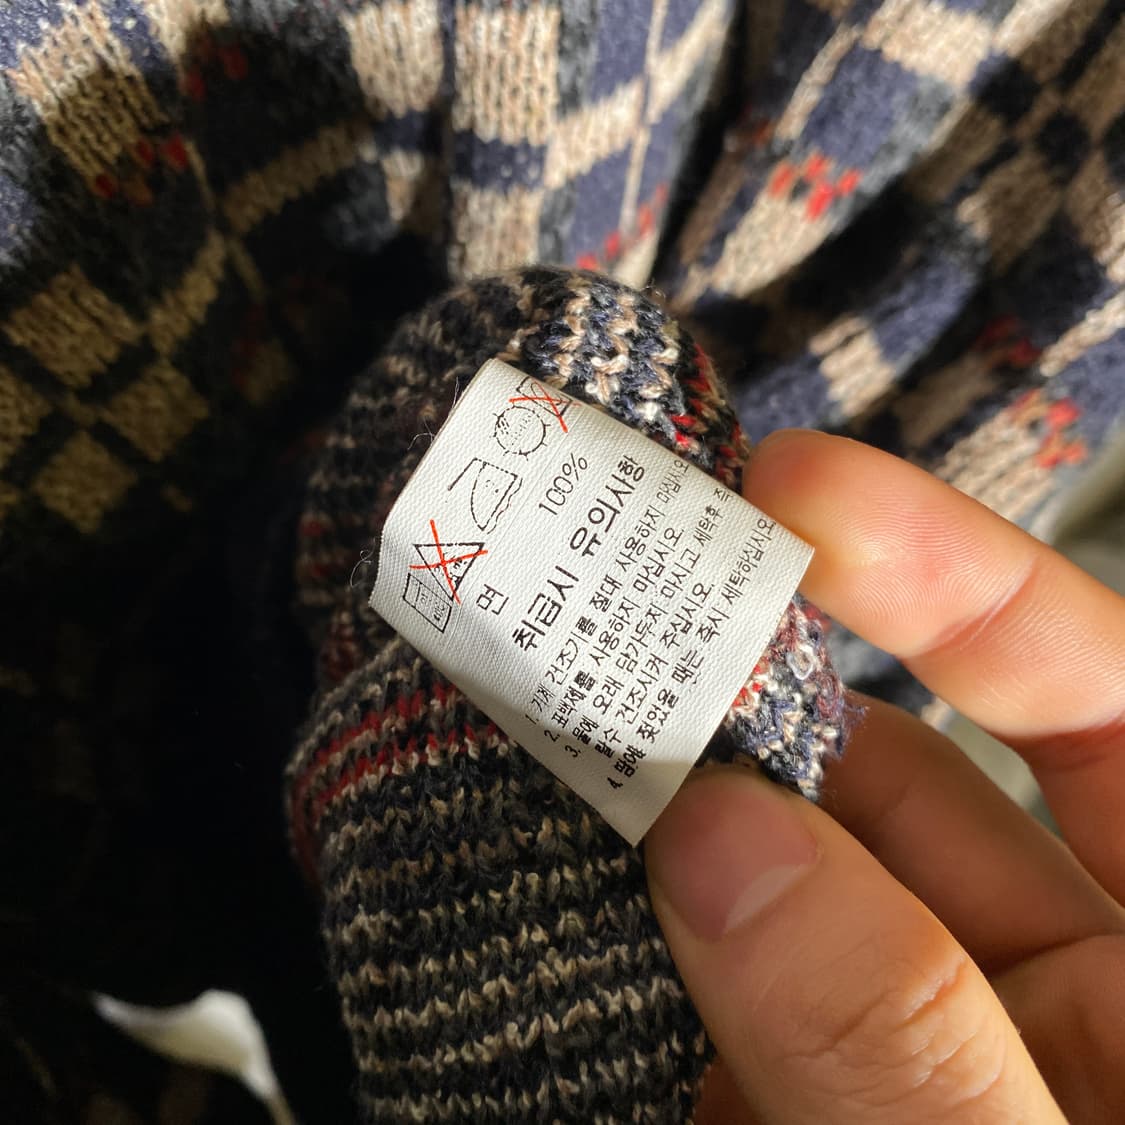 면 100%
취급시 유의사항
1. 기계 건조기를 절대 사용하지 마십시오.
2. 표백제를 사용하지 마십시오.
3. 물에 오래 담가두지 마시고 세탁후 즉
탈수 건조시켜 주십시오.
4. 땀에 젖었을 때는 즉시 세탁하십시오.